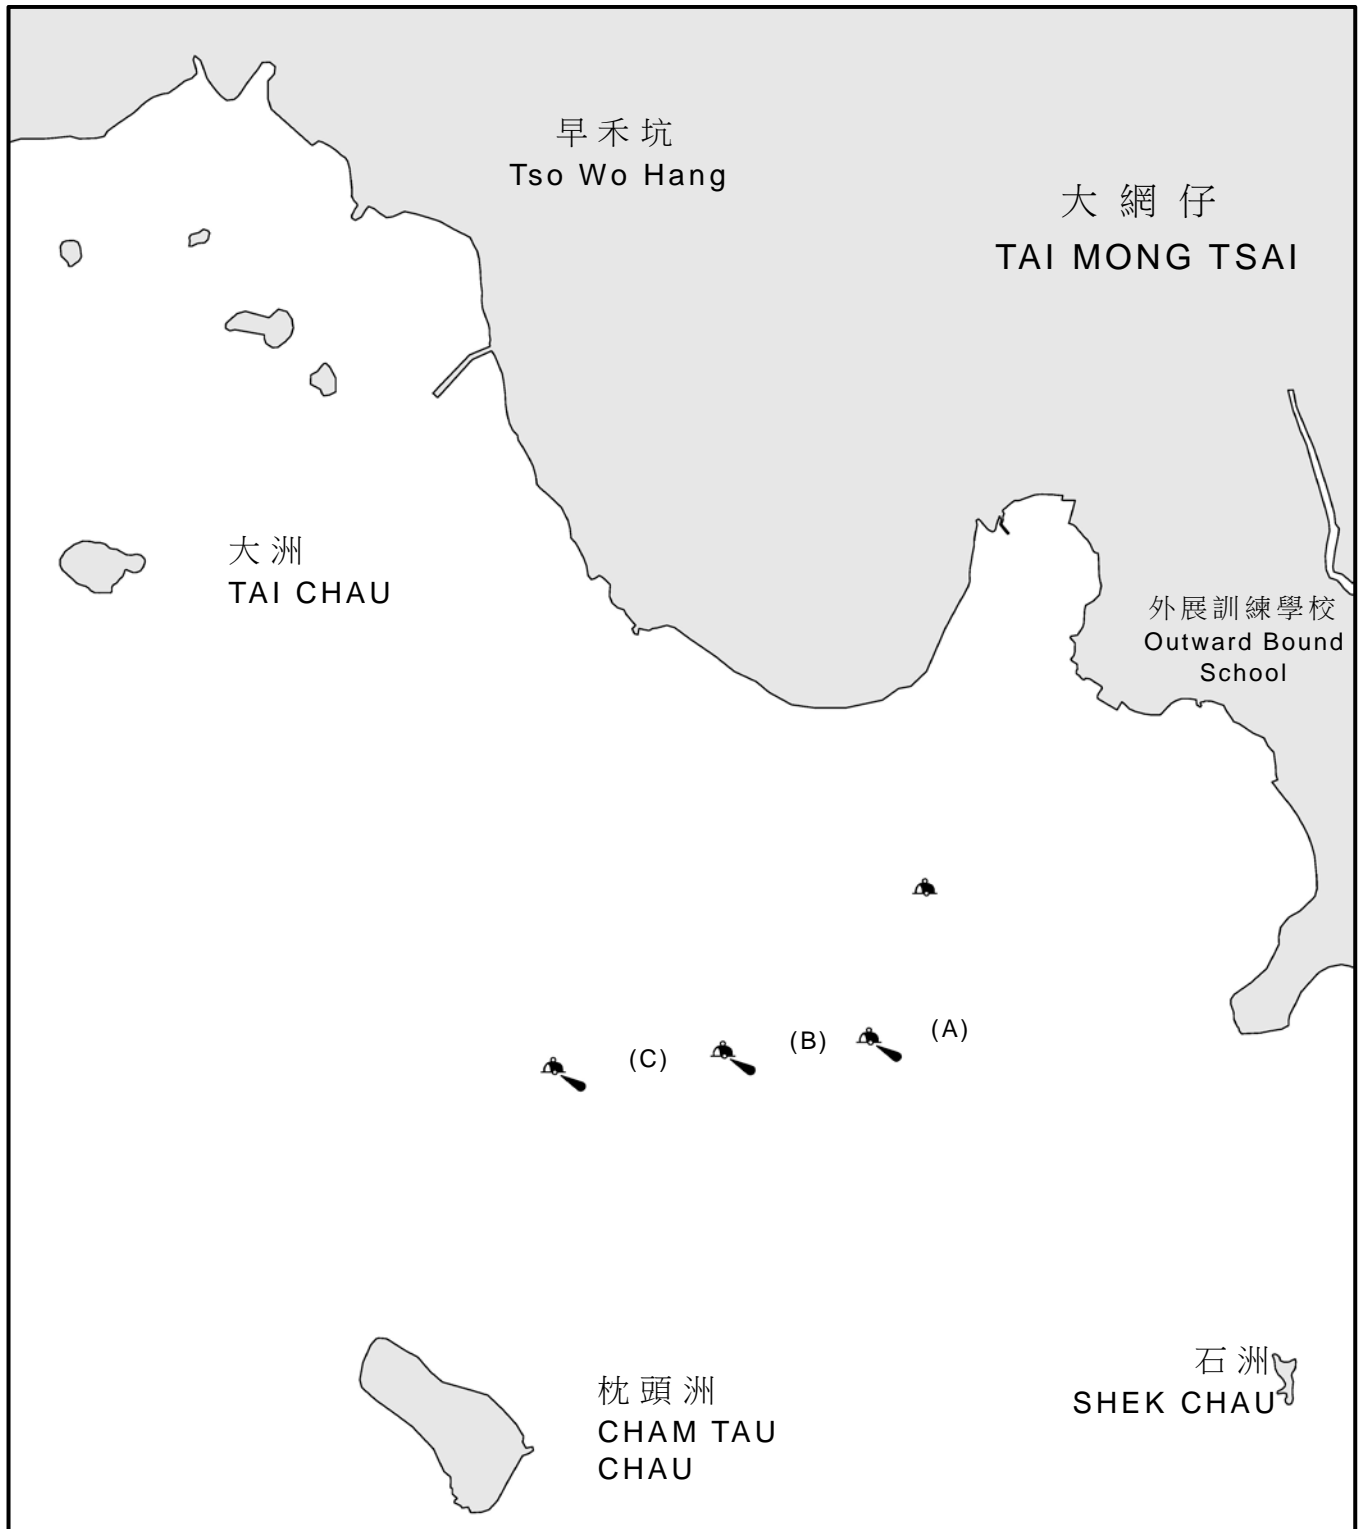 早禾坑
Tso Wo Hang
大網仔
TAI MONG TSAI
大洲
TAI CHAU
外展訓練學校
Outward Bound
School
(A)
(B)
(C)
石洲
SHEK CHAU
枕頭洲
CHAM TAU
CHAU